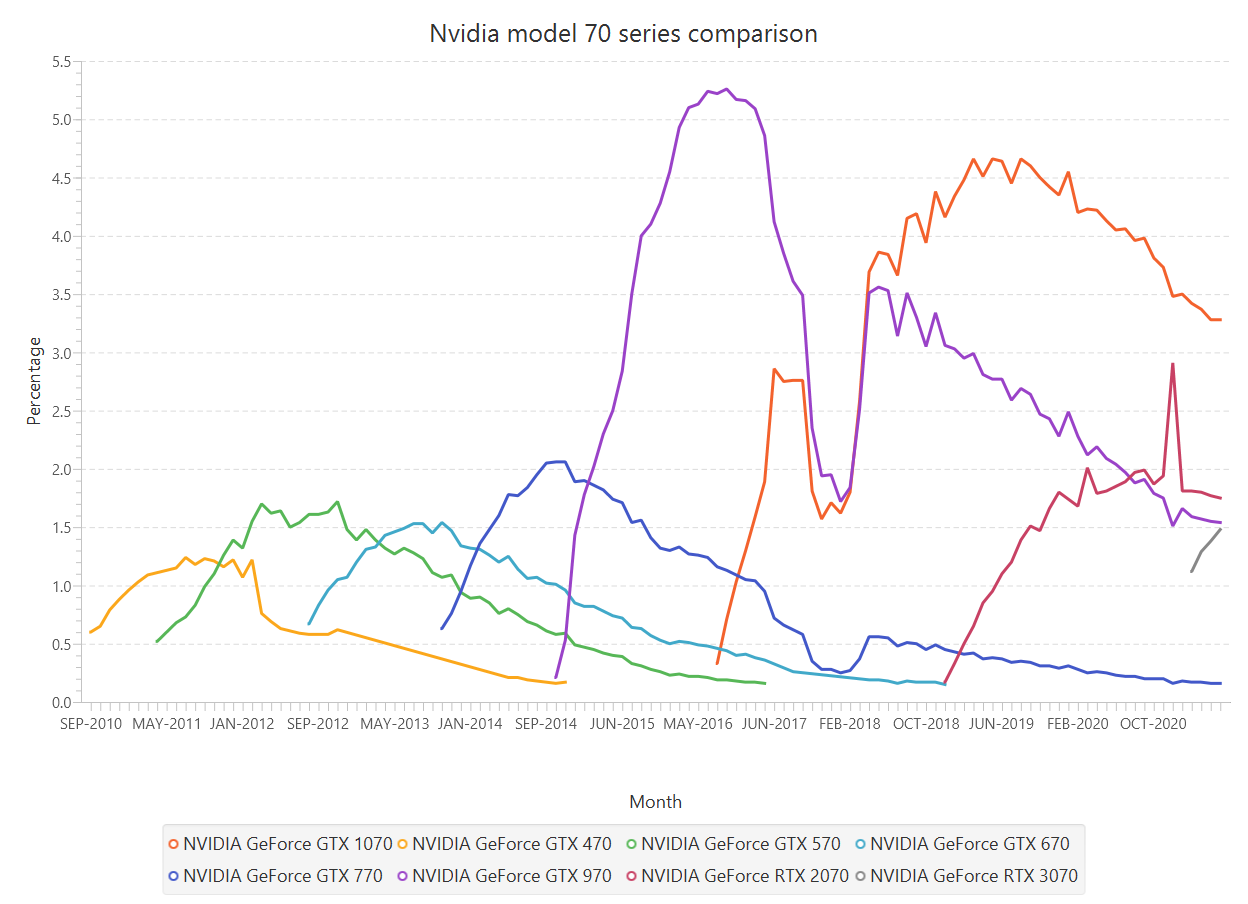 Nvidia model 70 series comparison
5.5
5.0
4.5
4.0
3.5
3.0
2.5
2.0
1.5
1.0
0.5
0.0
Percentage
SEP-2010 MAY-2011 JAN-2012 SEP-2012 MAY-2013 JAN-2014 SEP-2014 JUN-2015 MAY-2016 JUN-2017 FEB-2018 OCT-2018 JUN-2019 FEB-2020 OCT-2020
Month
NVIDIA GeForce GTX 1070 NVIDIA GeForce GTX 470 NVIDIA GeForce GTX 570 NVIDIA GeForce GTX 670
NVIDIA GeForce GTX 770 NVIDIA GeForce GTX 970 NVIDIA GeForce RTX 2070 NVIDIA GeForce RTX 3070